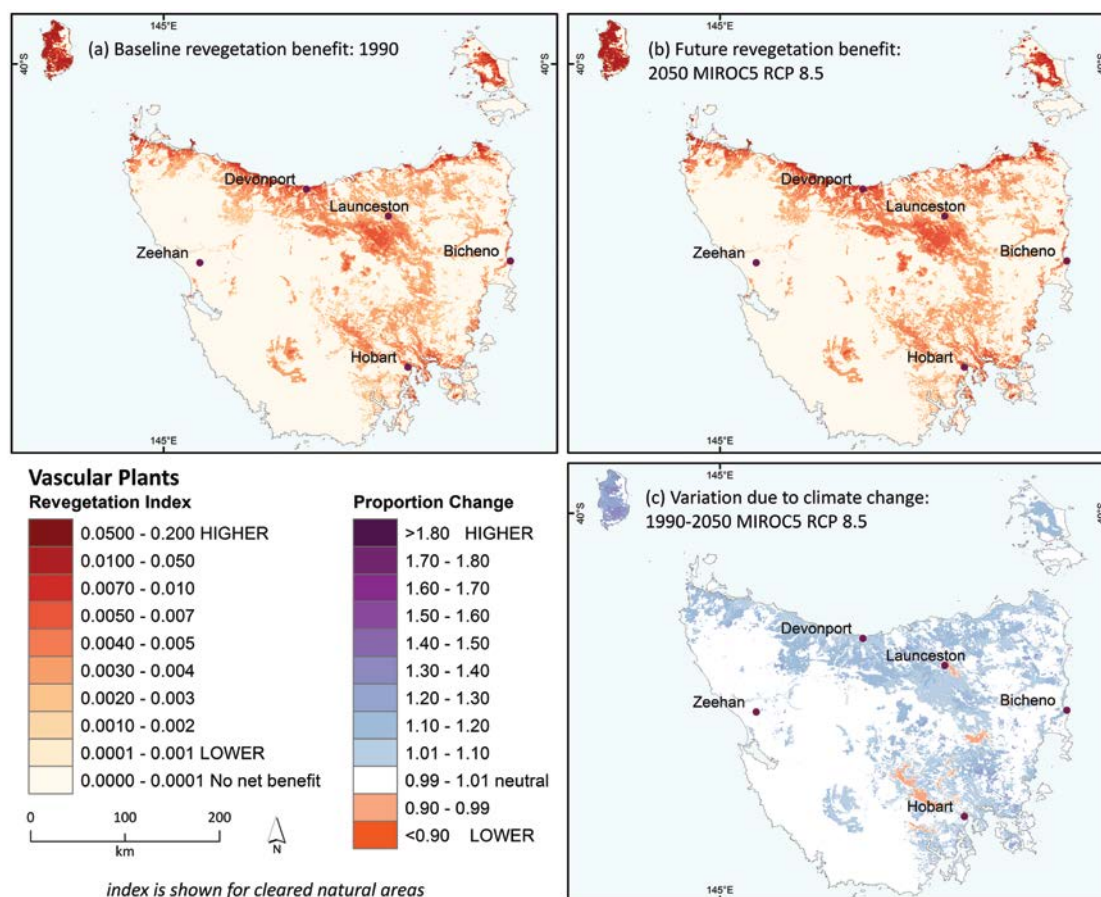 145°E
(a) Baseline revegetation benefit: 1990
40°S
40°S
Devonport
Launceston
Zeehan
Bicheno
Hobart
145°E
145°E
(b) Future revegetation benefit:
2050 MIROC5 RCP 8.5
40°S
40°S
Devonport
Launceston
Zeehan
Bicheno
Hobart
145°E
Vascular Plants
Revegetation Index
0.0500 - 0.200 HIGHER
0.0100 - 0.050
0.0070 - 0.010
0.0050 - 0.007
0.0040 - 0.005
0.0030 - 0.004
0.0020 - 0.003
0.0010 - 0.002
0.0001 - 0.001 LOWER
0.0000 - 0.0001 No net benefit
0 100 200
km
N
Proportion Change
>1.80 HIGHER
1.70 - 1.80
1.60 - 1.70
1.50 - 1.60
1.40 - 1.50
1.30 - 1.40
1.20 - 1.30
1.10 - 1.20
1.01 - 1.10
0.99 - 1.01 neutral
0.90 - 0.99
<0.90 LOWER
index is shown for cleared natural areas
145°E
(c) Variation due to climate change:
1990-2050 MIROC5 RCP 8.5
40°S
40°S
Devonport
Launceston
Zeehan
Bicheno
Hobart
145°E